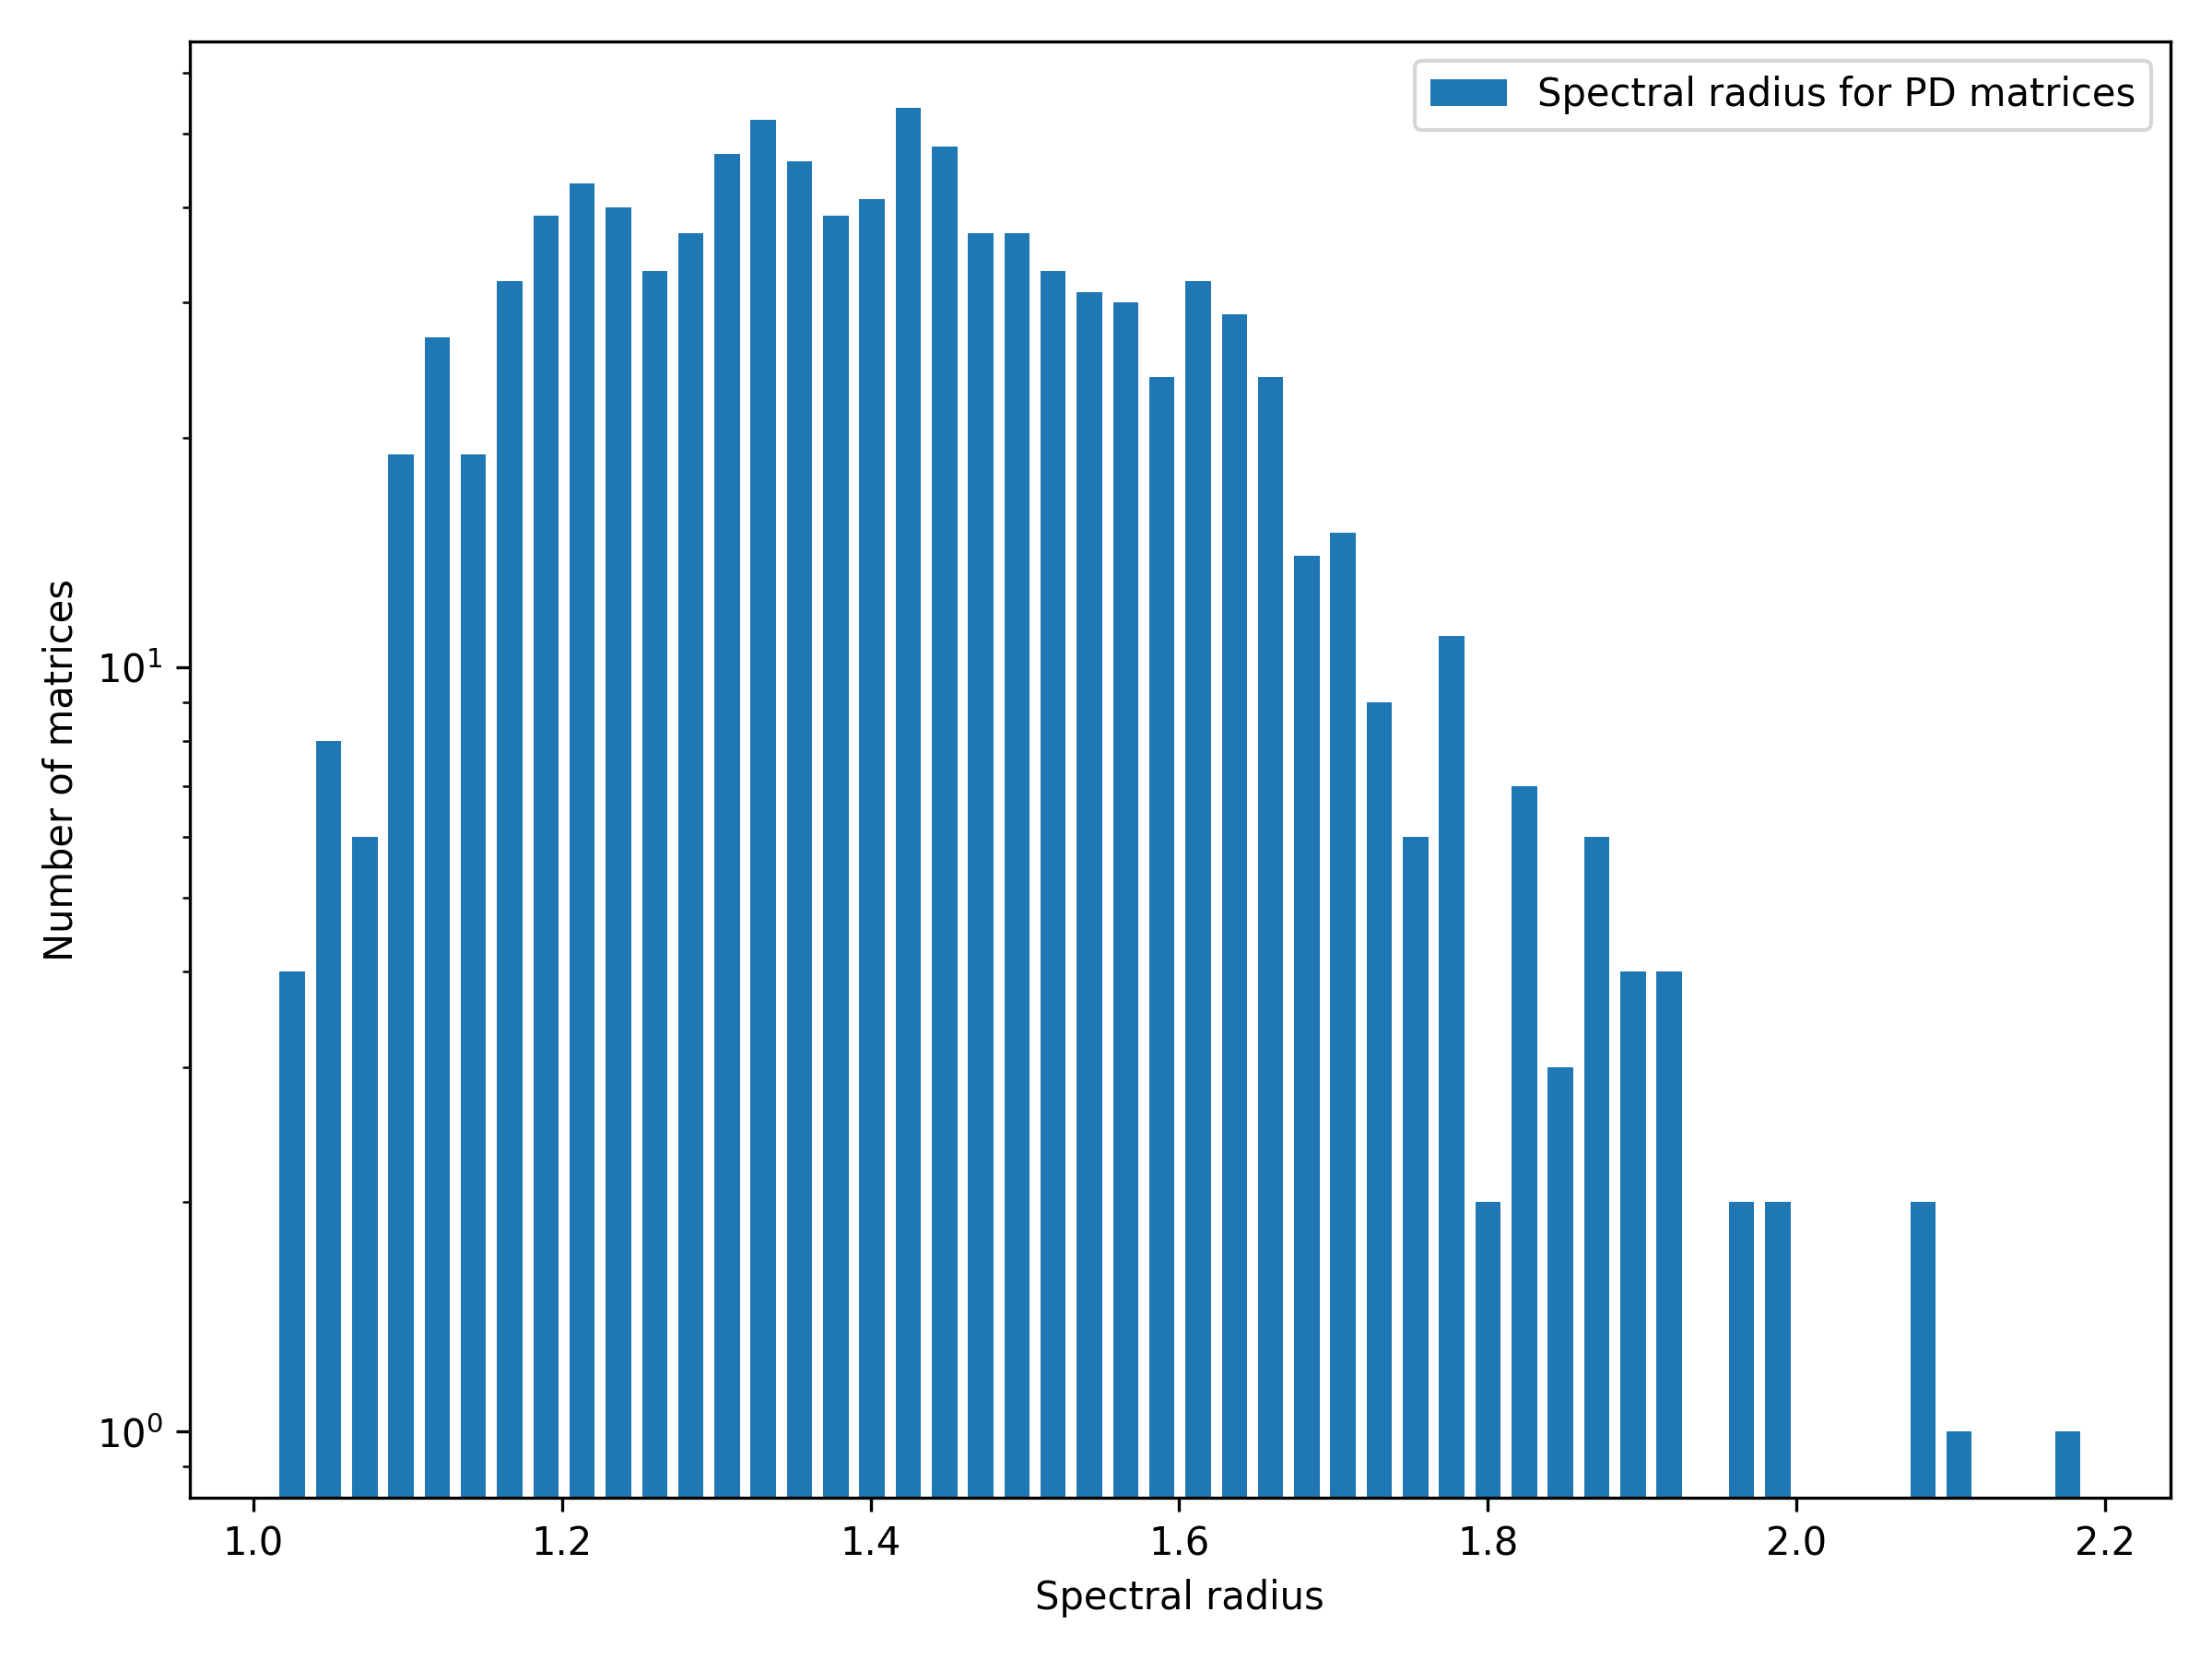 Spectral radius for PD matrices
Number of matrices
10¹
10⁰
1.0 1.2 1.4 1.6 1.8 2.0 2.2
Spectral radius